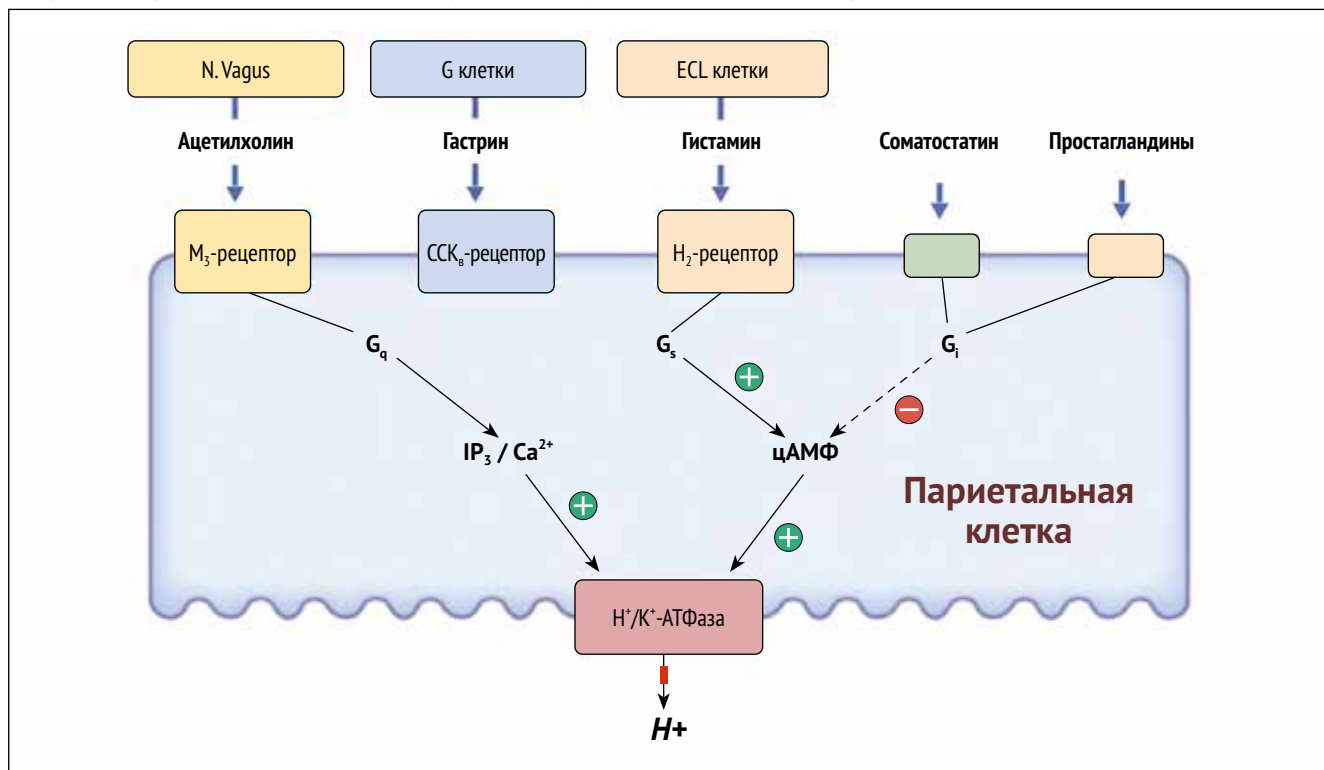 N. Vagus
G клетки
ECL клетки
Ацетилхолин
Гастрин
Гистамин
Соматостатин
Простагландины
M₃-рецептор
CCKв-рецептор
H₂-рецептор
Gq
Gs
Gi
+
−
IP₃ / Ca²⁺
цАМФ
+
+
Париетальная
клетка
H⁺/K⁺-АТФаза
H+